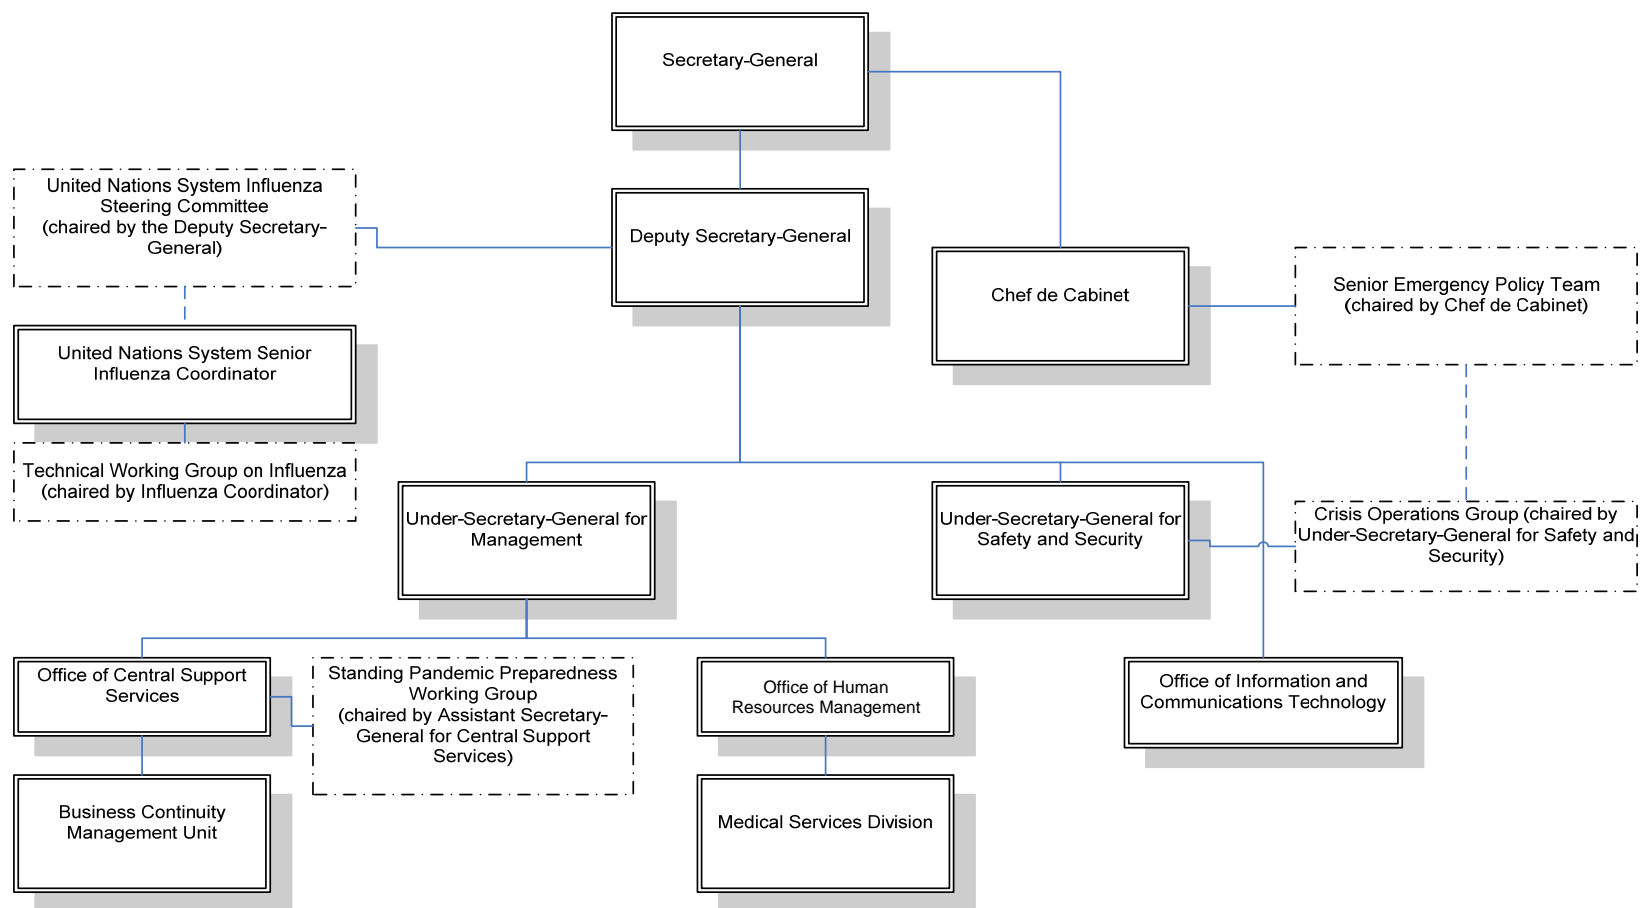 Secretary-General
United Nations System Influenza
Steering Committee
(chaired by the Deputy Secretary-
General)
Deputy Secretary-General
Chef de Cabinet
Senior Emergency Policy Team
(chaired by Chef de Cabinet)
United Nations System Senior
Influenza Coordinator
Technical Working Group on Influenza
(chaired by Influenza Coordinator)
Under-Secretary-General for
Management
Under-Secretary-General for
Safety and Security
Crisis Operations Group (chaired by
Under-Secretary-General for Safety and
Security)
Office of Central Support
Services
Standing Pandemic Preparedness
Working Group
(chaired by Assistant Secretary-
General for Central Support
Services)
Office of Human
Resources Management
Office of Information and
Communications Technology
Business Continuity
Management Unit
Medical Services Division